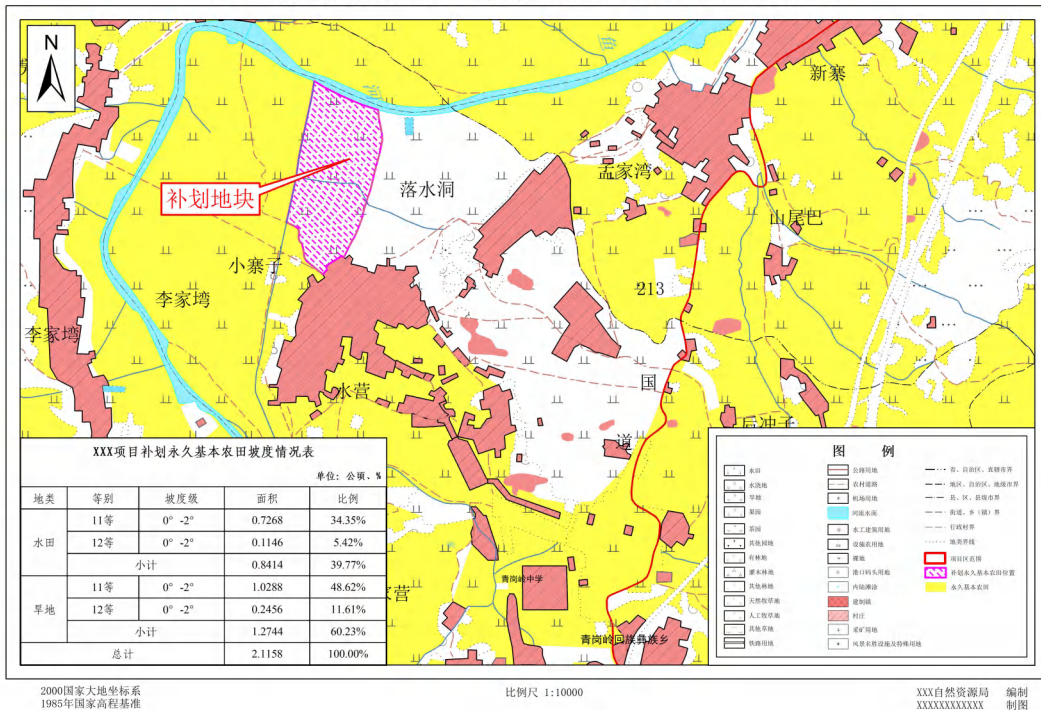 N
新寨
孟家湾
落水洞
补划地块
山尾巴
小寨子
213
李家塆
李家塆
国
水营
道
后冲子
青岗岭中学
家营
青岗岭回族彝族乡
XXX项目补划永久基本农田坡度情况表
单位: 公顷、%
地类 等别 坡度级 面积 比例
水田 11等 0° -2° 0.7268 34.35%
12等 0° -2° 0.1146 5.42%
小计 0.8414 39.77%
旱地 11等 0° -2° 1.0288 48.62%
12等 0° -2° 0.2456 11.61%
小计 1.2744 60.23%
总计 2.1158 100.00%
图 例
水田
水浇地
旱地
果园
茶园
其他园地
有林地
灌木林地
其他林地
天然牧草地
人工牧草地
其他草地
铁路用地
公路用地
农村道路
机场用地
河流水面
水工建筑用地
设施农用地
裸地
港口码头用地
内陆滩涂
建制镇
村庄
采矿用地
风景名胜设施及特殊用地
省、自治区、直辖市界
地区、自治区、地级市界
县、区、县级市界
街道、乡（镇）界
行政村界
地类界线
项目区范围
补划永久基本农田位置
永久基本农田
2000国家大地坐标系
1985年国家高程基准
比例尺 1:10000
XXX自然资源局 编制
XXXXXXXXXXXX 制图